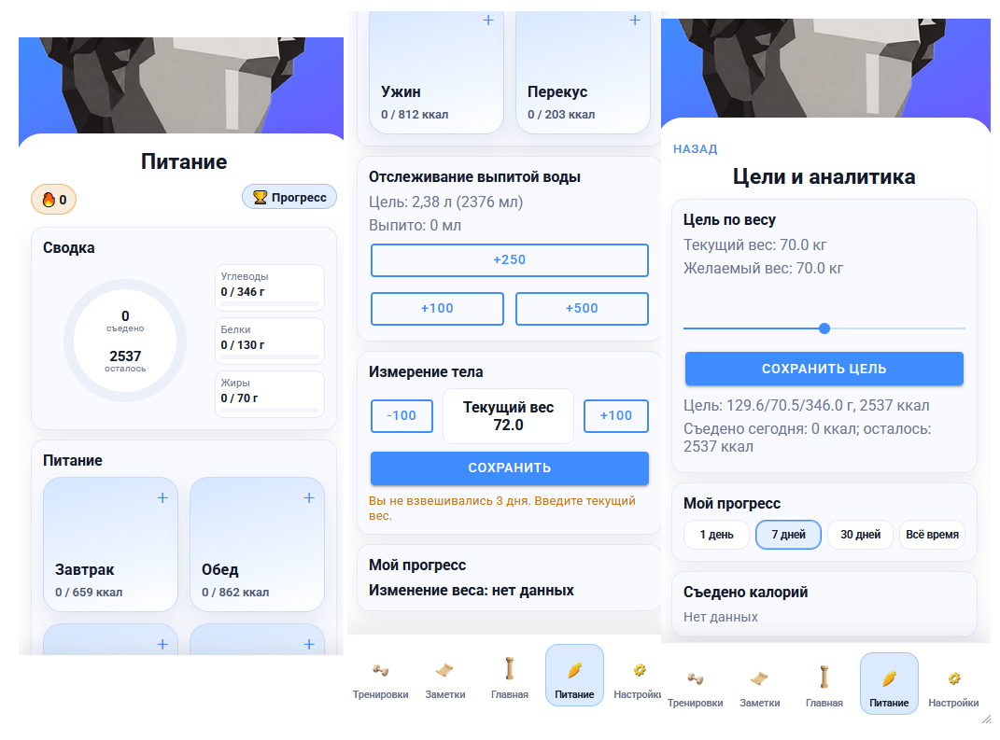 Питание
0
Прогресс
Сводка
0
съедено
2537
осталось
Углеводы
0 / 346 г
Белки
0 / 130 г
Жиры
0 / 70 г
Питание
+
Завтрак
0 / 659 ккал
+
Обед
0 / 862 ккал
+
+
+
Ужин
0 / 812 ккал
+
Перекус
0 / 203 ккал
Отслеживание выпитой воды
Цель: 2,38 л (2376 мл)
Выпито: 0 мл
+250
+100
+500
Измерение тела
-100
Текущий вес
72.0
+100
СОХРАНИТЬ
Вы не взвешивались 3 дня. Введите текущий
вес.
Мой прогресс
Изменение веса: нет данных
Тренировки
Заметки
Главная
Питание
Настройки
НАЗАД
Цели и аналитика
Цель по весу
Текущий вес: 70.0 кг
Желаемый вес: 70.0 кг
СОХРАНИТЬ ЦЕЛЬ
Цель: 129.6/70.5/346.0 г, 2537 ккал
Съедено сегодня: 0 ккал; осталось:
2537 ккал
Мой прогресс
1 день
7 дней
30 дней
Всё время
Съедено калорий
Нет данных
Тренировки
Заметки
Главная
Питание
Настройки